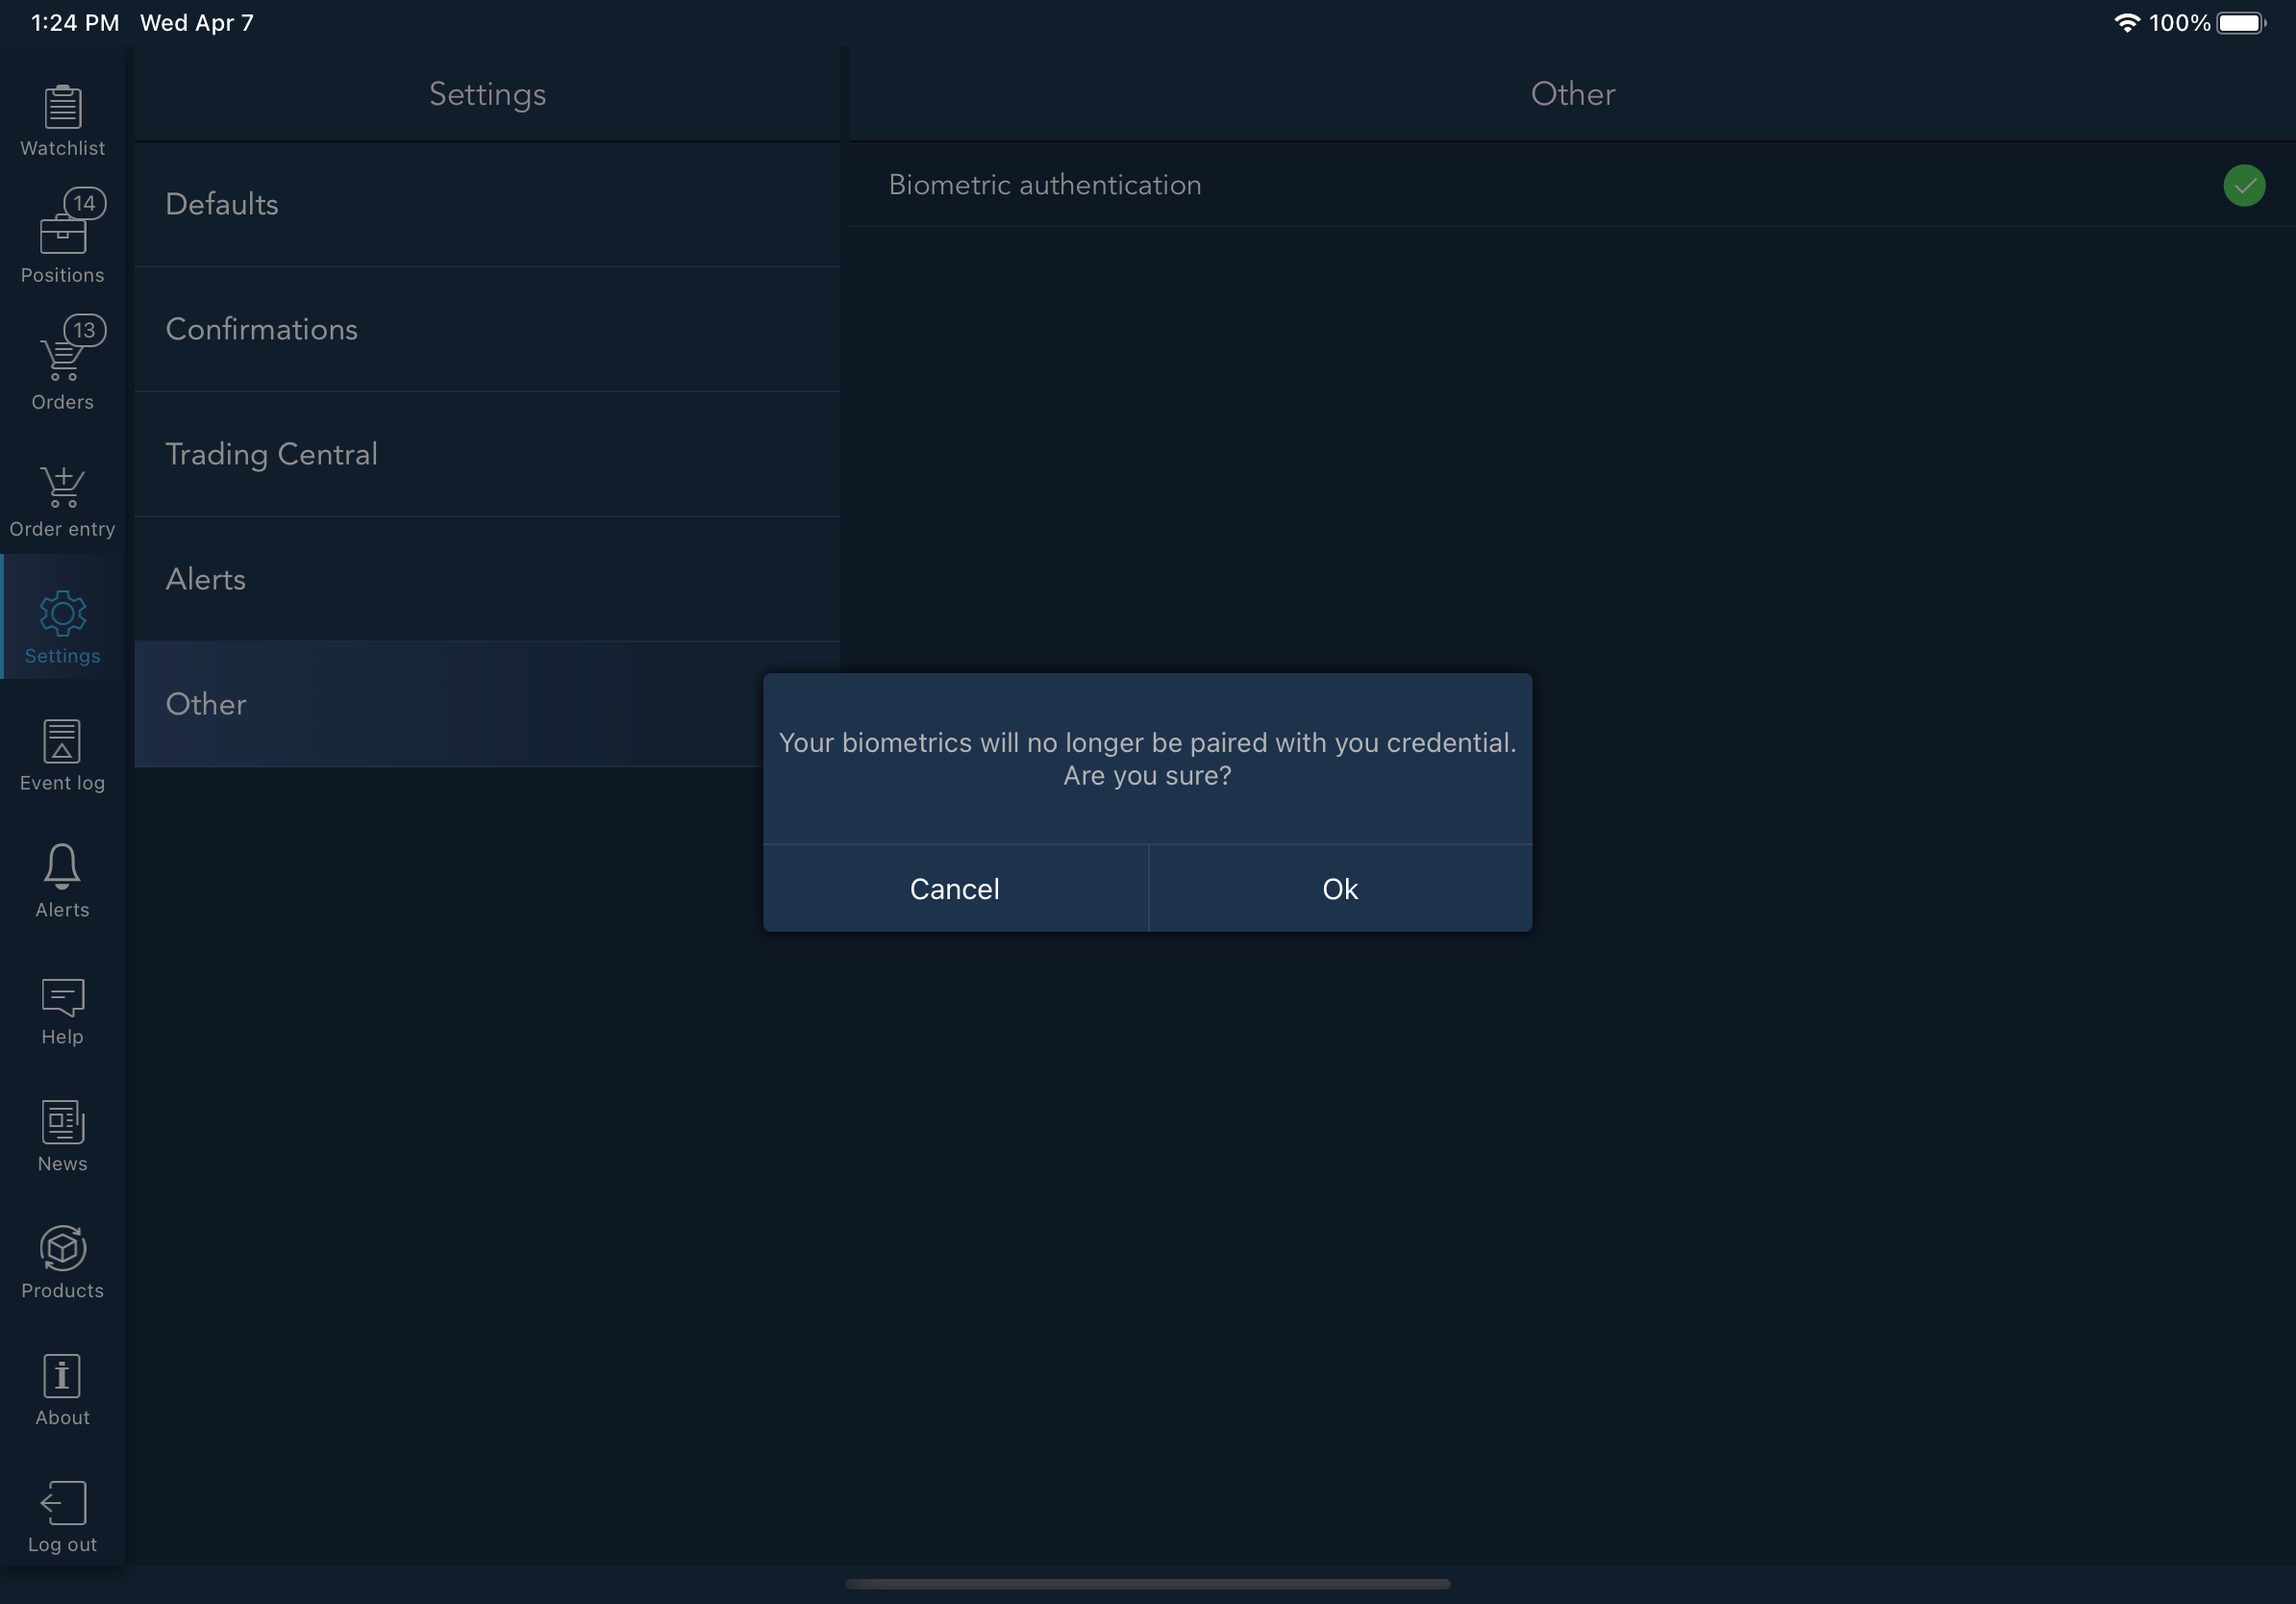 1:24 PM Wed Apr 7
100%
Watchlist
14
Positions
13
Orders
Order entry
Settings
Event log
Alerts
Help
News
Products
About
Log out
Settings
Defaults
Confirmations
Trading Central
Alerts
Other
Other
Biometric authentication
Your biometrics will no longer be paired with you credential.
Are you sure?
Cancel
Ok